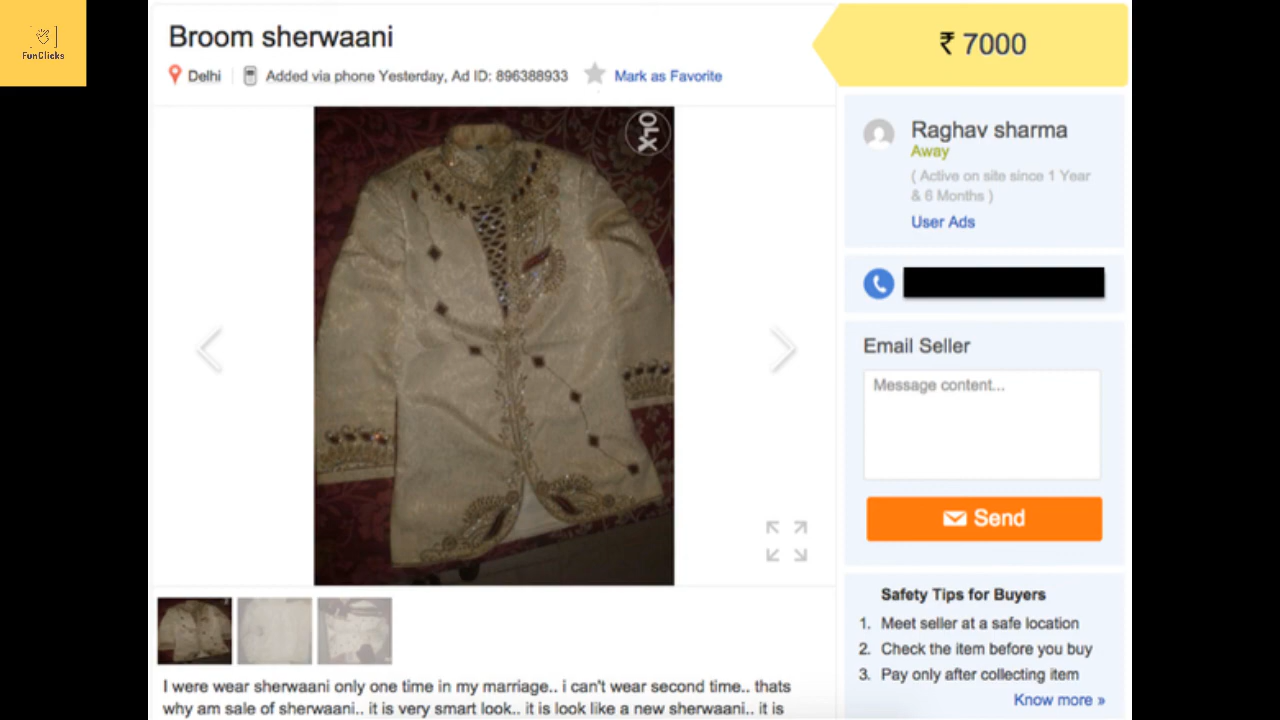 FunClicks
Broom sherwaani
Delhi
Added via phone Yesterday, Ad ID: 896388933
Mark as Favorite
₹ 7000
OLX
Raghav sharma
Away
( Active on site since 1 Year
& 6 Months )
User Ads
Email Seller
Message content...
Send
Safety Tips for Buyers
1. Meet seller at a safe location
2. Check the item before you buy
3. Pay only after collecting item
Know more »
I were wear sherwaani only one time in my marriage.. i can't wear second time.. thats
why am sale of sherwaani.. it is very smart look.. it is look like a new sherwaani.. it is